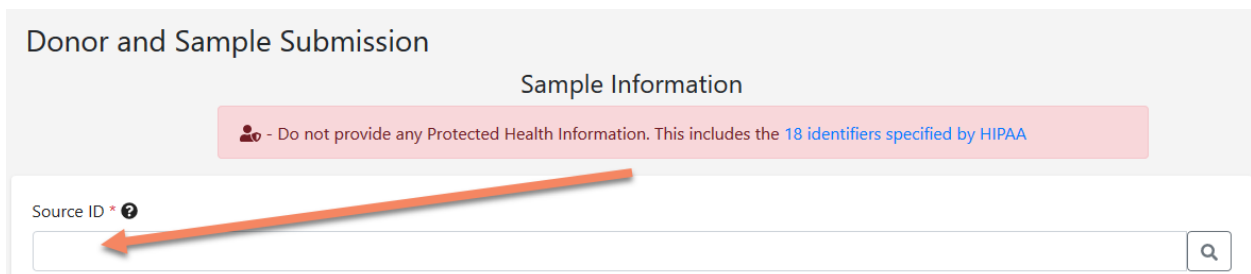 Donor and Sample Submission
Sample Information
- Do not provide any Protected Health Information. This includes the 18 identifiers specified by HIPAA
Source ID *